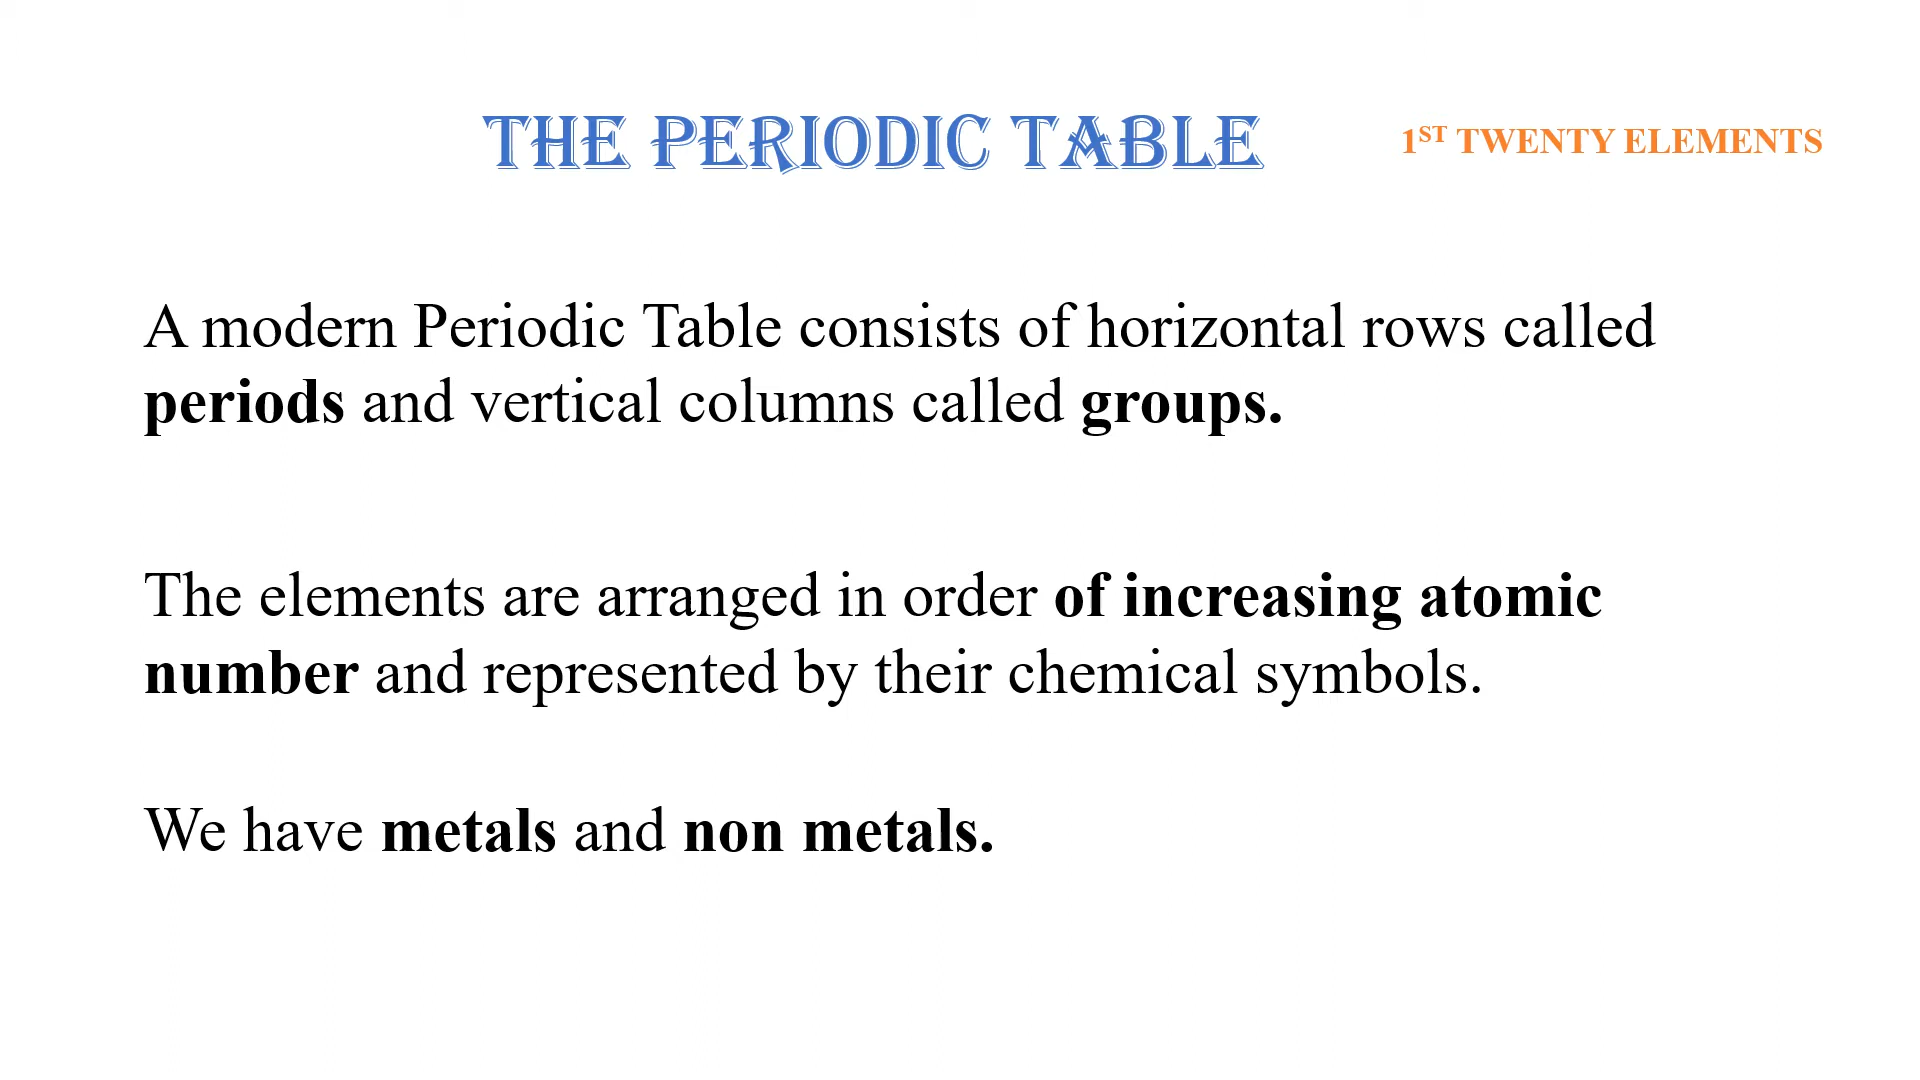 THE PERIODIC TABLE
1ST TWENTY ELEMENTS
A modern Periodic Table consists of horizontal rows called
periods and vertical columns called groups.
The elements are arranged in order of increasing atomic
number and represented by their chemical symbols.
We have metals and non metals.